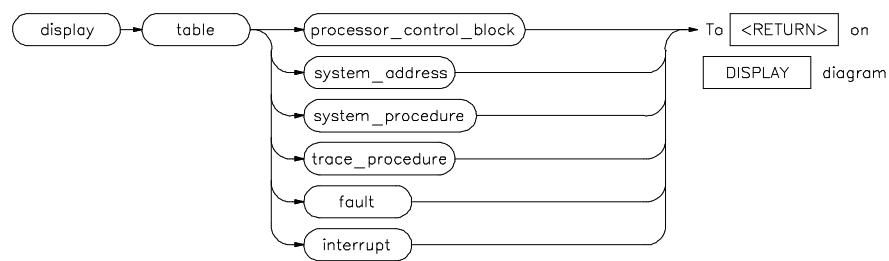 display table processor_control_block To <RETURN> on
system_address DISPLAY diagram
system_procedure
trace_procedure
fault
interrupt